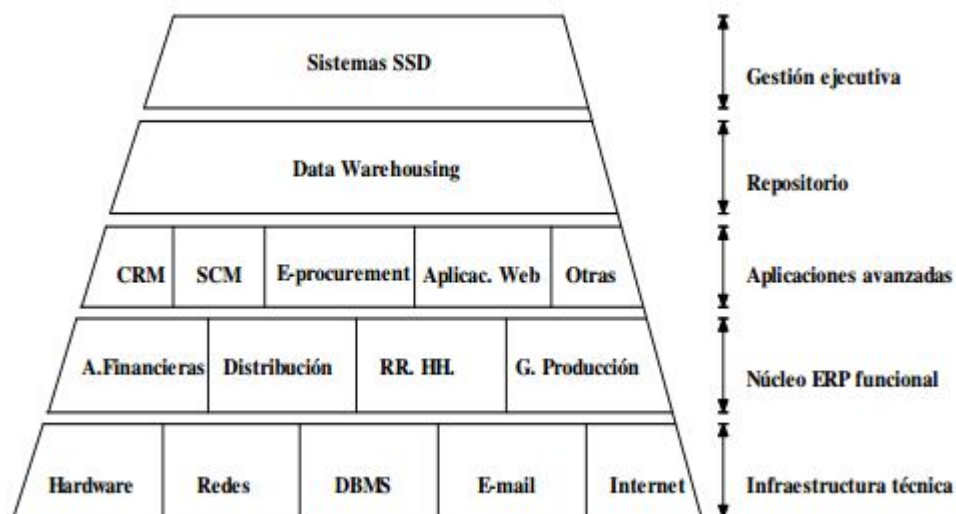 Sistemas SSD
Gestión ejecutiva
Data Warehousing
Repositorio
CRM
SCM
E-procurement
Aplicac. Web
Otras
Aplicaciones avanzadas
A.Financieras
Distribución
RR. HH.
G. Producción
Núcleo ERP funcional
Hardware
Redes
DBMS
E-mail
Internet
Infraestructura técnica